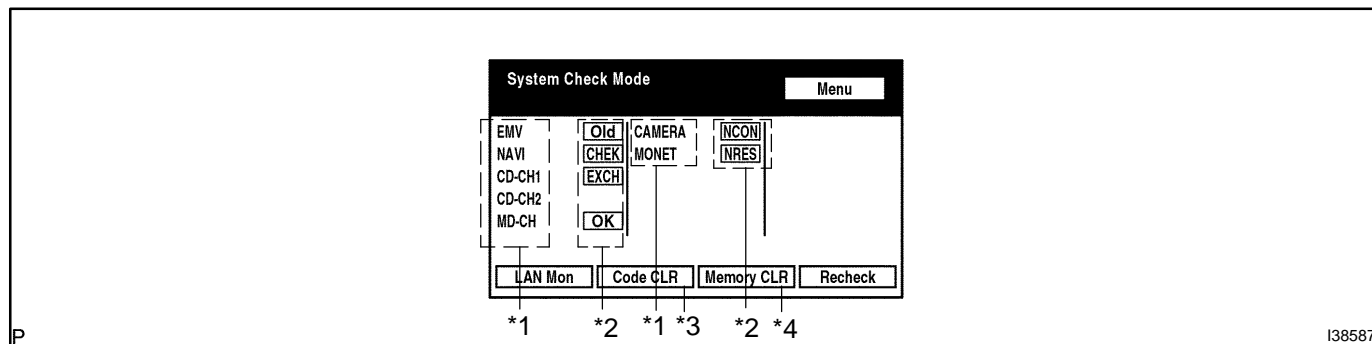 System Check Mode Menu
EMV Old CAMERA NCON
NAVI CHEK MONET NRES
CD-CH1 EXCH
CD-CH2
MD-CH OK
LAN Mon Code CLR Memory CLR Recheck
*1 *2 *1 *3 *2 *4
P I38587